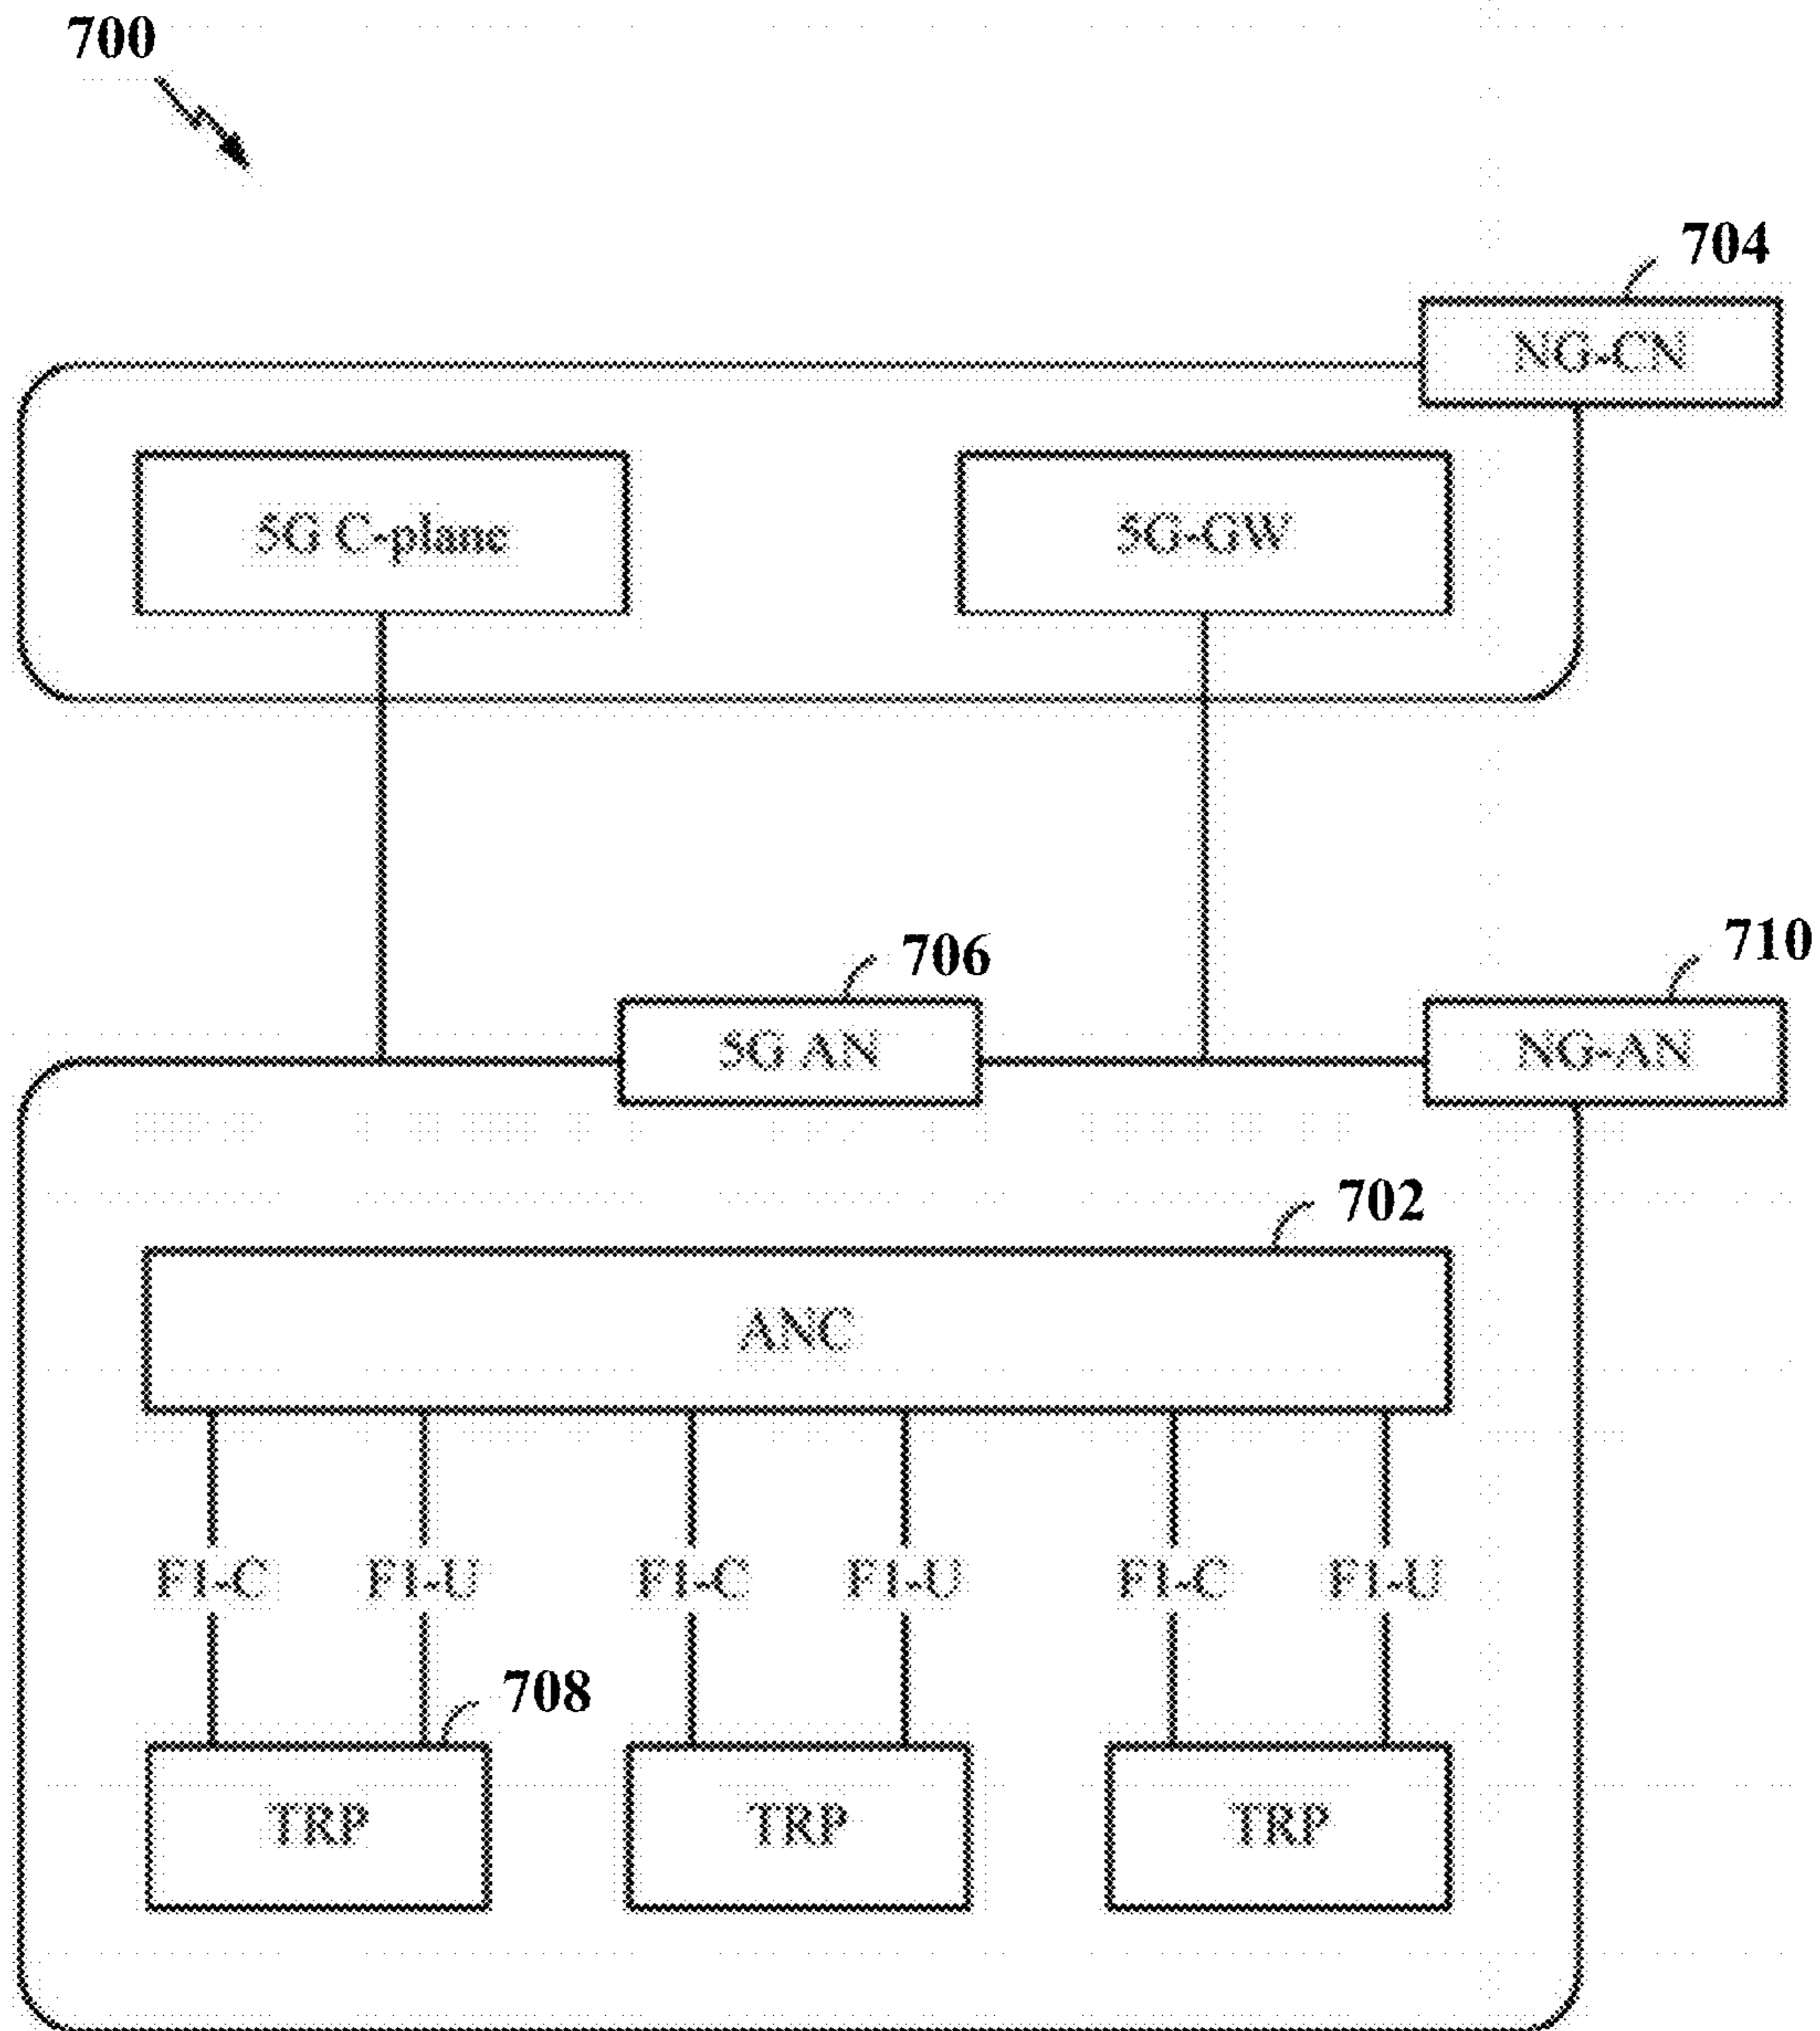 700
704
NG-CN
5G C-plane
5G-GW
706
710
5G AN
NG-AN
702
ANC
F1-C F1-U F1-C F1-U F1-C F1-U
708
TRP TRP TRP